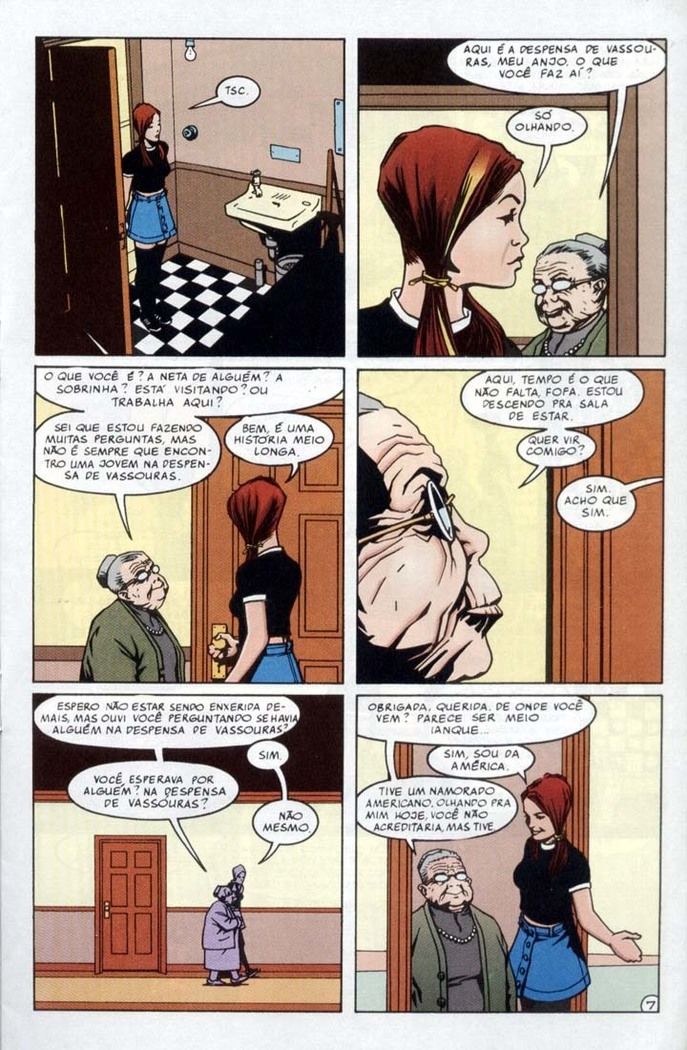 TSC.
AQUI É A DESPENSA DE VASSOU-
RAS, MEU ANJO. O QUE
VOCÊ FAZ AÍ?
SÓ
OLHANDO.
O QUE VOCÊ É? A NETA DE ALGUÉM? A
SOBRINHA? ESTÁ VISITANDO? OU
TRABALHA AQUI?
SEI QUE ESTOU FAZENDO
MUITAS PERGUNTAS, MAS
NÃO É SEMPRE QUE ENCON-
TRO UMA JOVEM NA DESPEN-
SA DE VASSOURAS.
BEM, É UMA
HISTÓRIA MEIO
LONGA.
AQUI, TEMPO É O QUE
NÃO FALTA, FOFA. ESTOU
DESCENDO PRA SALA
DE ESTAR.
QUER VIR
COMIGO?
SIM.
ACHO QUE
SIM.
ESPERO NÃO ESTAR SENDO ENXERIDA DE-
MAIS, MAS OUVI VOCÊ PERGUNTANDO SE HAVIA
ALGUÉM NA DESPENSA DE VASSOURAS?
SIM.
VOCÊ ESPERAVA POR
ALGUÉM? NA DESPENSA
DE VASSOURAS?
NÃO
MESMO.
OBRIGADA, QUERIDA. DE ONDE VOCÊ
VEM? PARECE SER MEIO
IANQUE...
SIM, SOU DA
AMÉRICA.
TIVE UM NAMORADO
AMERICANO. OLHANDO PRA
MIM HOJE, VOCÊ NÃO
ACREDITARIA, MAS TIVE.
7